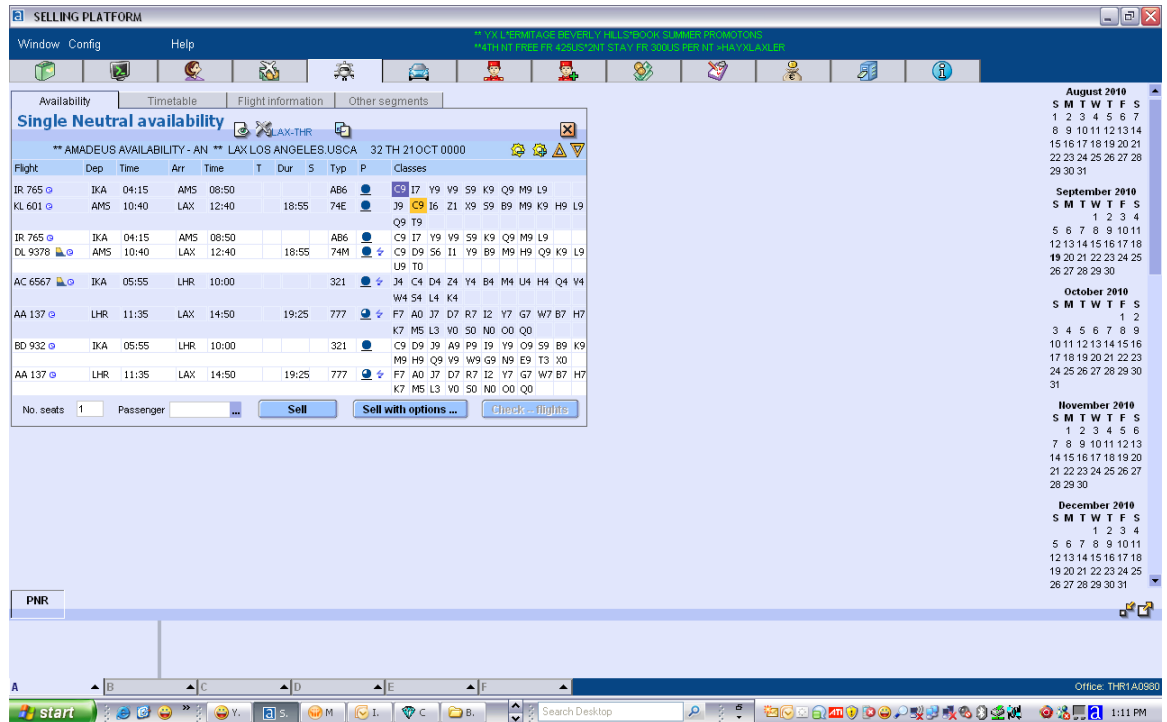 SELLING PLATFORM
Window Config Help
** YX L*ERMITAGE BEVERLY HILLS*BOOK SUMMER PROMOTONS
**4TH NT FREE FR 425US*2NT STAY FR 300US PER NT >HAYXLAXLER
Availability Timetable Flight information Other segments
Single Neutral availability LAX-THR
** AMADEUS AVAILABILITY - AN ** LAX LOS ANGELES.USCA 32 TH 21OCT 0000
Flight Dep Time Arr Time T Dur S Typ P Classes
IR 765 IKA 04:15 AMS 08:50 AB6 C9 I7 Y9 V9 S9 K9 Q9 M9 L9
KL 601 AMS 10:40 LAX 12:40 18:55 74E J9 C9 I6 Z1 X9 S9 B9 M9 K9 H9 L9
Q9 T9
IR 765 IKA 04:15 AMS 08:50 AB6 C9 I7 Y9 V9 S9 K9 Q9 M9 L9
DL 9378 AMS 10:40 LAX 12:40 18:55 74M C9 D9 S6 I1 Y9 B9 M9 H9 Q9 K9 L9
U9 T0
AC 6567 IKA 05:55 LHR 10:00 321 J4 C4 D4 Z4 Y4 B4 M4 U4 H4 Q4 V4
W4 S4 L4 K4
AA 137 LHR 11:35 LAX 14:50 19:25 777 F7 A0 J7 D7 R7 I2 Y7 G7 W7 B7 H7
K7 M5 L3 V0 S0 N0 O0 Q0
BD 932 IKA 05:55 LHR 10:00 321 C9 D9 J9 A9 P9 I9 Y9 O9 S9 B9 K9
M9 H9 Q9 V9 W9 G9 N9 E9 T3 X0
AA 137 LHR 11:35 LAX 14:50 19:25 777 F7 A0 J7 D7 R7 I2 Y7 G7 W7 B7 H7
K7 M5 L3 V0 S0 N0 O0 Q0
No. seats 1 Passenger ... Sell Sell with options ... Check - flights
August 2010
S M T W T F S
1 2 3 4 5 6 7
8 9 10 11 12 13 14
15 16 17 18 19 20 21
22 23 24 25 26 27 28
29 30 31
September 2010
S M T W T F S
1 2 3 4
5 6 7 8 9 10 11
12 13 14 15 16 17 18
19 20 21 22 23 24 25
26 27 28 29 30
October 2010
S M T W T F S
1 2
3 4 5 6 7 8 9
10 11 12 13 14 15 16
17 18 19 20 21 22 23
24 25 26 27 28 29 30
31
November 2010
S M T W T F S
1 2 3 4 5 6
7 8 9 10 11 12 13
14 15 16 17 18 19 20
21 22 23 24 25 26 27
28 29 30
December 2010
S M T W T F S
1 2 3 4
5 6 7 8 9 10 11
12 13 14 15 16 17 18
19 20 21 22 23 24 25
26 27 28 29 30 31
PNR
A B C D E F Office: THR1A0980
start Y. S. M I. C B. Search Desktop 1:11 PM